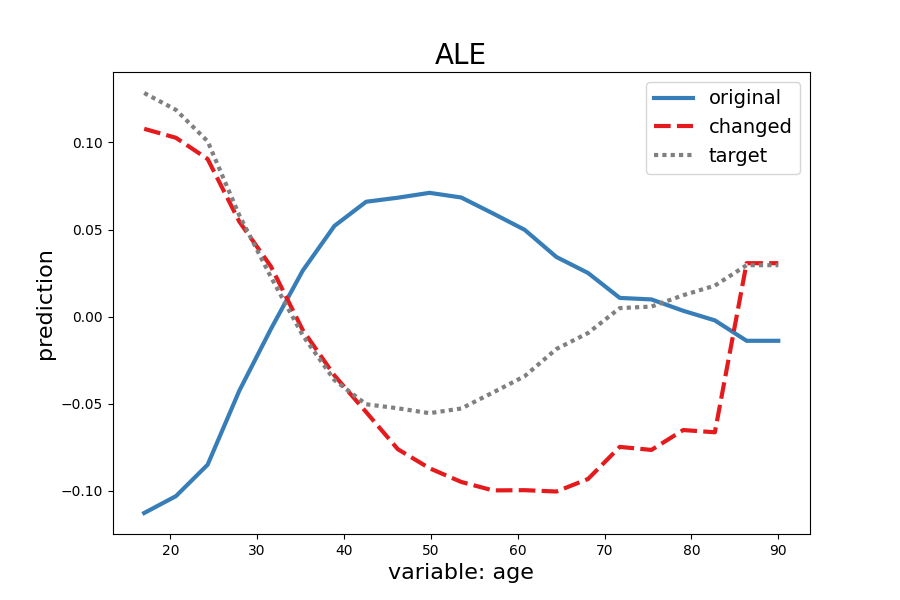 ALE
original
changed
target
0.10
0.05
0.00
−0.05
−0.10
prediction
20 30 40 50 60 70 80 90
variable: age